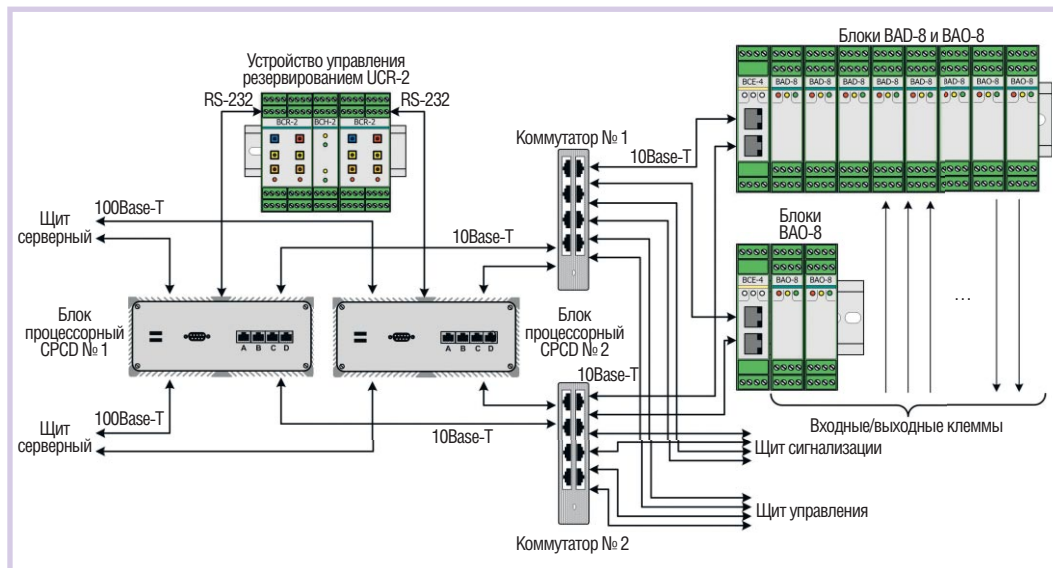 Устройство управления
резервированием UCR-2
RS-232
RS-232
BCR-2
BCH-2
BCR-2
Коммутатор № 1
10Base-T
Блоки BAD-8 и BAO-8
BCE-4
BAD-8
BAD-8
BAD-8
BAD-8
BAD-8
BAD-8
BAO-8
BAO-8
Щит
серверный
100Base-T
10Base-T
Блоки
BAO-8
BCE-4
BAO-8
BAO-8
...
Блок
процессорный
CPCD № 1
A B C D
Блок
процессорный
CPCD № 2
A B C D
10Base-T
Щит
серверный
100Base-T
10Base-T
Входные/выходные клеммы
Щит сигнализации
Щит управления
Коммутатор № 2